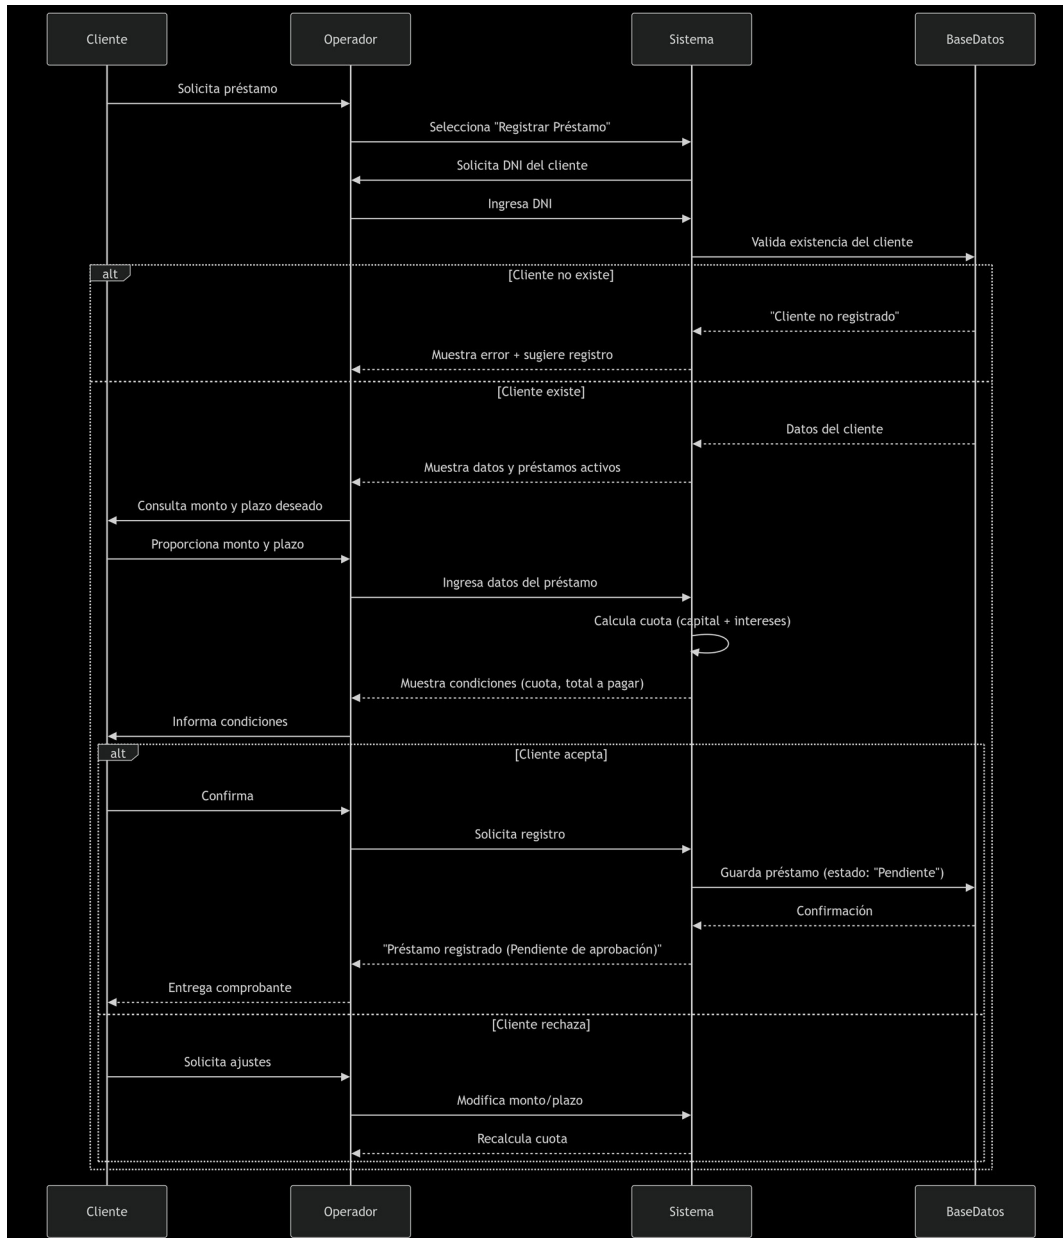 Cliente
Operador
Sistema
BaseDatos
Solicita préstamo
Selecciona "Registrar Préstamo"
Solicita DNI del cliente
Ingresa DNI
Valida existencia del cliente
alt
[Cliente no existe]
"Cliente no registrado"
Muestra error + sugiere registro
[Cliente existe]
Datos del cliente
Muestra datos y préstamos activos
Consulta monto y plazo deseado
Proporciona monto y plazo
Ingresa datos del préstamo
Calcula cuota (capital + intereses)
Muestra condiciones (cuota, total a pagar)
Informa condiciones
alt
[Cliente acepta]
Confirma
Solicita registro
Guarda préstamo (estado: "Pendiente")
Confirmación
"Préstamo registrado (Pendiente de aprobación)"
Entrega comprobante
[Cliente rechaza]
Solicita ajustes
Modifica monto/plazo
Recalcula cuota
Cliente
Operador
Sistema
BaseDatos